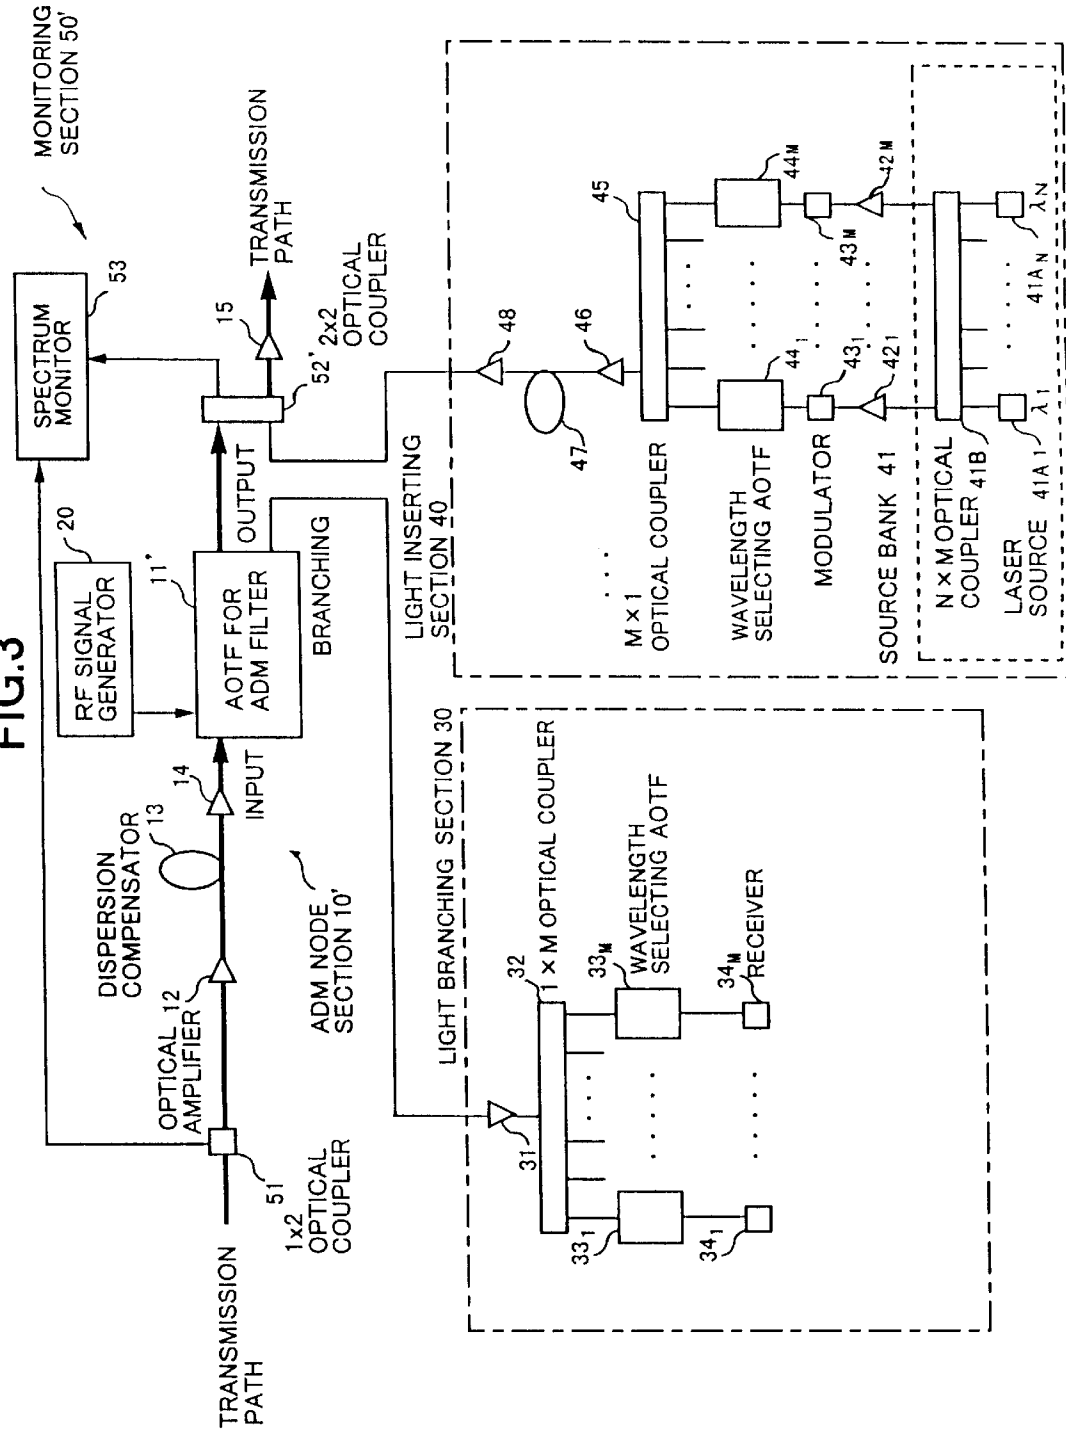 FIG.3
MONITORING
SECTION 50'
SPECTRUM
MONITOR
53
20
RF SIGNAL
GENERATOR
11'
AOTF FOR
ADM FILTER
INPUT
OUTPUT
BRANCHING
TRANSMISSION
PATH
51
1x2
OPTICAL
COUPLER
OPTICAL
AMPLIFIER 12
DISPERSION
COMPENSATOR
13
14
ADM NODE
SECTION 10'
52'
2x2
OPTICAL
COUPLER
15
TRANSMISSION
PATH
LIGHT BRANCHING SECTION 30
31
32
1×M OPTICAL COUPLER
33₁
33M
WAVELENGTH
SELECTING AOTF
34₁
34M
RECEIVER
LIGHT INSERTING
SECTION 40
48
47
46
45
M×1
OPTICAL COUPLER
44₁
44M
WAVELENGTH
SELECTING AOTF
43₁
43M
MODULATOR
42₁
42M
SOURCE BANK 41
N×M OPTICAL
COUPLER 41B
LASER
SOURCE 41A₁
41AN
λ₁
λN